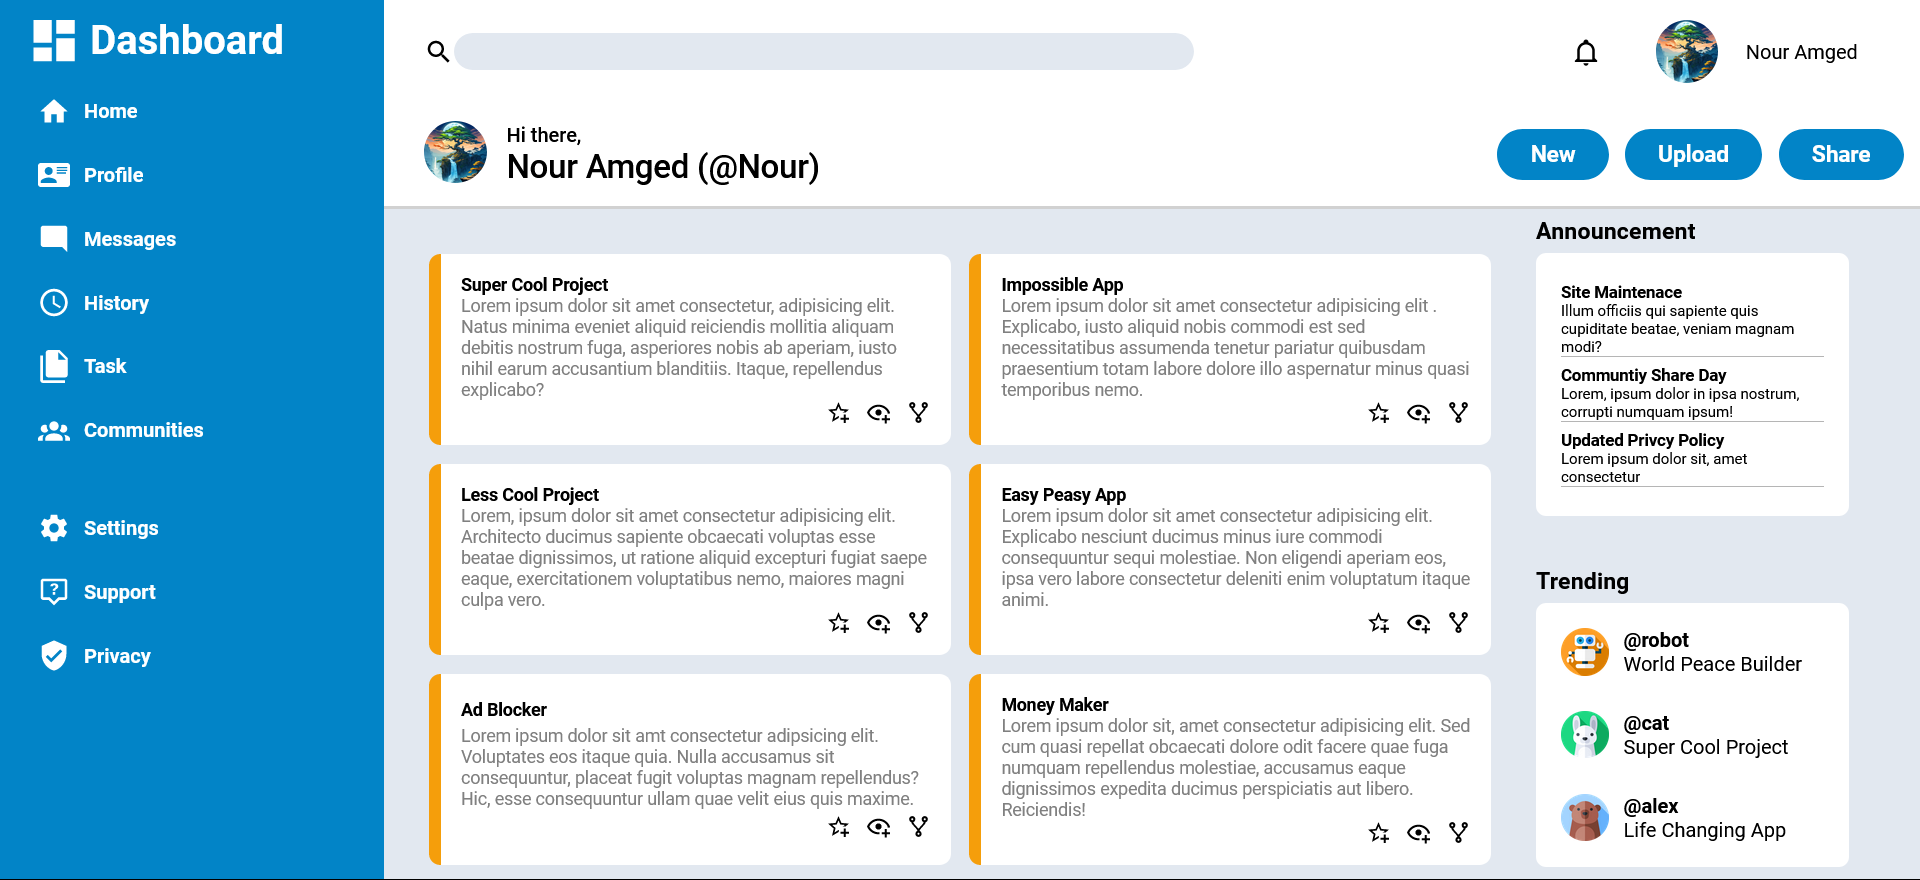 Dashboard
Home
Profile
Messages
History
Task
Communities
Settings
Support
Privacy
Nour Amged
Hi there,
Nour Amged (@Nour)
New
Upload
Share
Super Cool Project
Lorem ipsum dolor sit amet consectetur, adipisicing elit.
Natus minima eveniet aliquid reiciendis mollitia aliquam
debitis nostrum fuga, asperiores nobis ab aperiam, iusto
nihil earum accusantium blanditiis. Itaque, repellendus
explicabo?
Impossible App
Lorem ipsum dolor sit amet consectetur adipisicing elit .
Explicabo, iusto aliquid nobis commodi est sed
necessitatibus assumenda tenetur pariatur quibusdam
praesentium totam labore dolore illo aspernatur minus quasi
temporibus nemo.
Less Cool Project
Lorem, ipsum dolor sit amet consectetur adipisicing elit.
Architecto ducimus sapiente obcaecati voluptas esse
beatae dignissimos, ut ratione aliquid excepturi fugiat saepe
eaque, exercitationem voluptatibus nemo, maiores magni
culpa vero.
Easy Peasy App
Lorem ipsum dolor sit amet consectetur adipisicing elit.
Explicabo nesciunt ducimus minus iure commodi
consequuntur sequi molestiae. Non eligendi aperiam eos,
ipsa vero labore consectetur deleniti enim voluptatum itaque
animi.
Ad Blocker
Lorem ipsum dolor sit amt consectetur adipsicing elit.
Voluptates eos itaque quia. Nulla accusamus sit
consequuntur, placeat fugit voluptas magnam repellendus?
Hic, esse consequuntur ullam quae velit eius quis maxime.
Money Maker
Lorem ipsum dolor sit, amet consectetur adipisicing elit. Sed
cum quasi repellat obcaecati dolore odit facere quae fuga
numquam repellendus molestiae, accusamus eaque
dignissimos expedita ducimus perspiciatis aut libero.
Reiciendis!
Announcement
Site Maintenace
Illum officiis qui sapiente quis
cupiditate beatae, veniam magnam
modi?
Communtiy Share Day
Lorem, ipsum dolor in ipsa nostrum,
corrupti numquam ipsum!
Updated Privcy Policy
Lorem ipsum dolor sit, amet
consectetur
Trending
@robot
World Peace Builder
@cat
Super Cool Project
@alex
Life Changing App